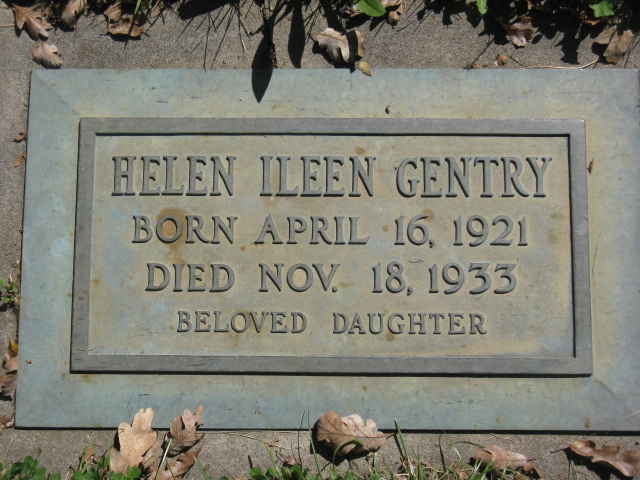 HELEN ILEEN GENTRY
BORN APRIL 16, 1921
DIED NOV. 18, 1933
BELOVED DAUGHTER